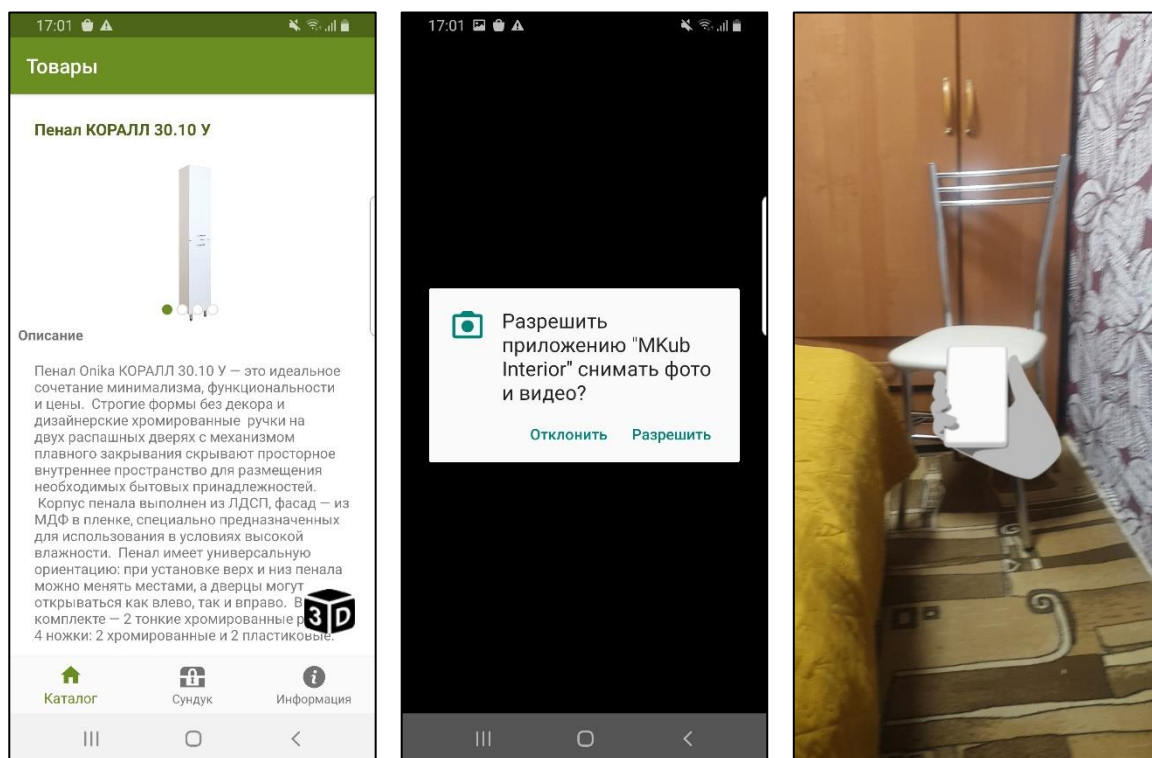 17:01
Товары
Пенал КОРАЛЛ 30.10 У
Описание
Пенал Onika КОРАЛЛ 30.10 У — это идеальное
сочетание минимализма, функциональности
и цены. Строгие формы без декора и
дизайнерские хромированные ручки на
двух распашных дверях с механизмом
плавного закрывания скрывают просторное
внутреннее пространство для размещения
необходимых бытовых принадлежностей.
Корпус пенала выполнен из ЛДСП, фасад — из
МДФ в пленке, специально предназначенных
для использования в условиях высокой
влажности. Пенал имеет универсальную
ориентацию: при установке верх и низ пенала
можно менять местами, а дверцы могут
открываться как влево, так и вправо. В
комплекте — 2 тонкие хромированные
4 ножки: 2 хромированные и 2 пластиковые.
3D
Каталог
Сундук
Информация
17:01
Разрешить
приложению "MKub
Interior" снимать фото
и видео?
Отклонить Разрешить